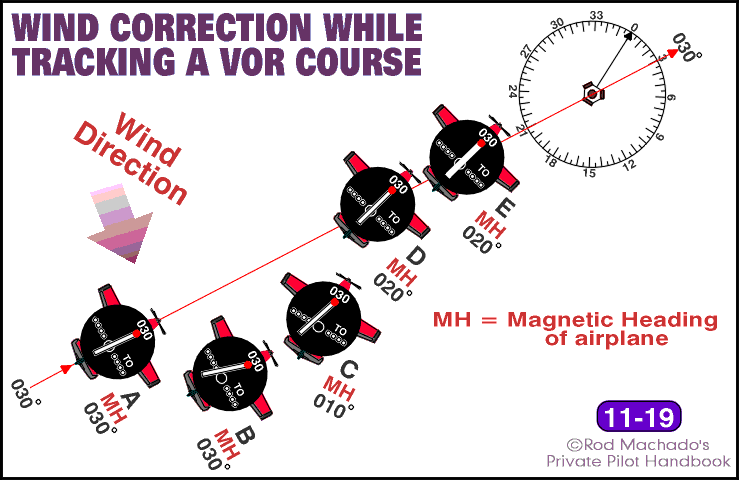 WIND CORRECTION WHILE
TRACKING A VOR COURSE
Wind
Direction
33
0
3
6
9
12
15
18
21
24
27
30
030°
030
TO
E
MH
020°
030
TO
D
MH
020°
030
TO
C
MH
010°
030
TO
B
MH
030°
030
TO
A
MH
030°
030°
MH = Magnetic Heading
of airplane
11-19
©Rod Machado's
Private Pilot Handbook